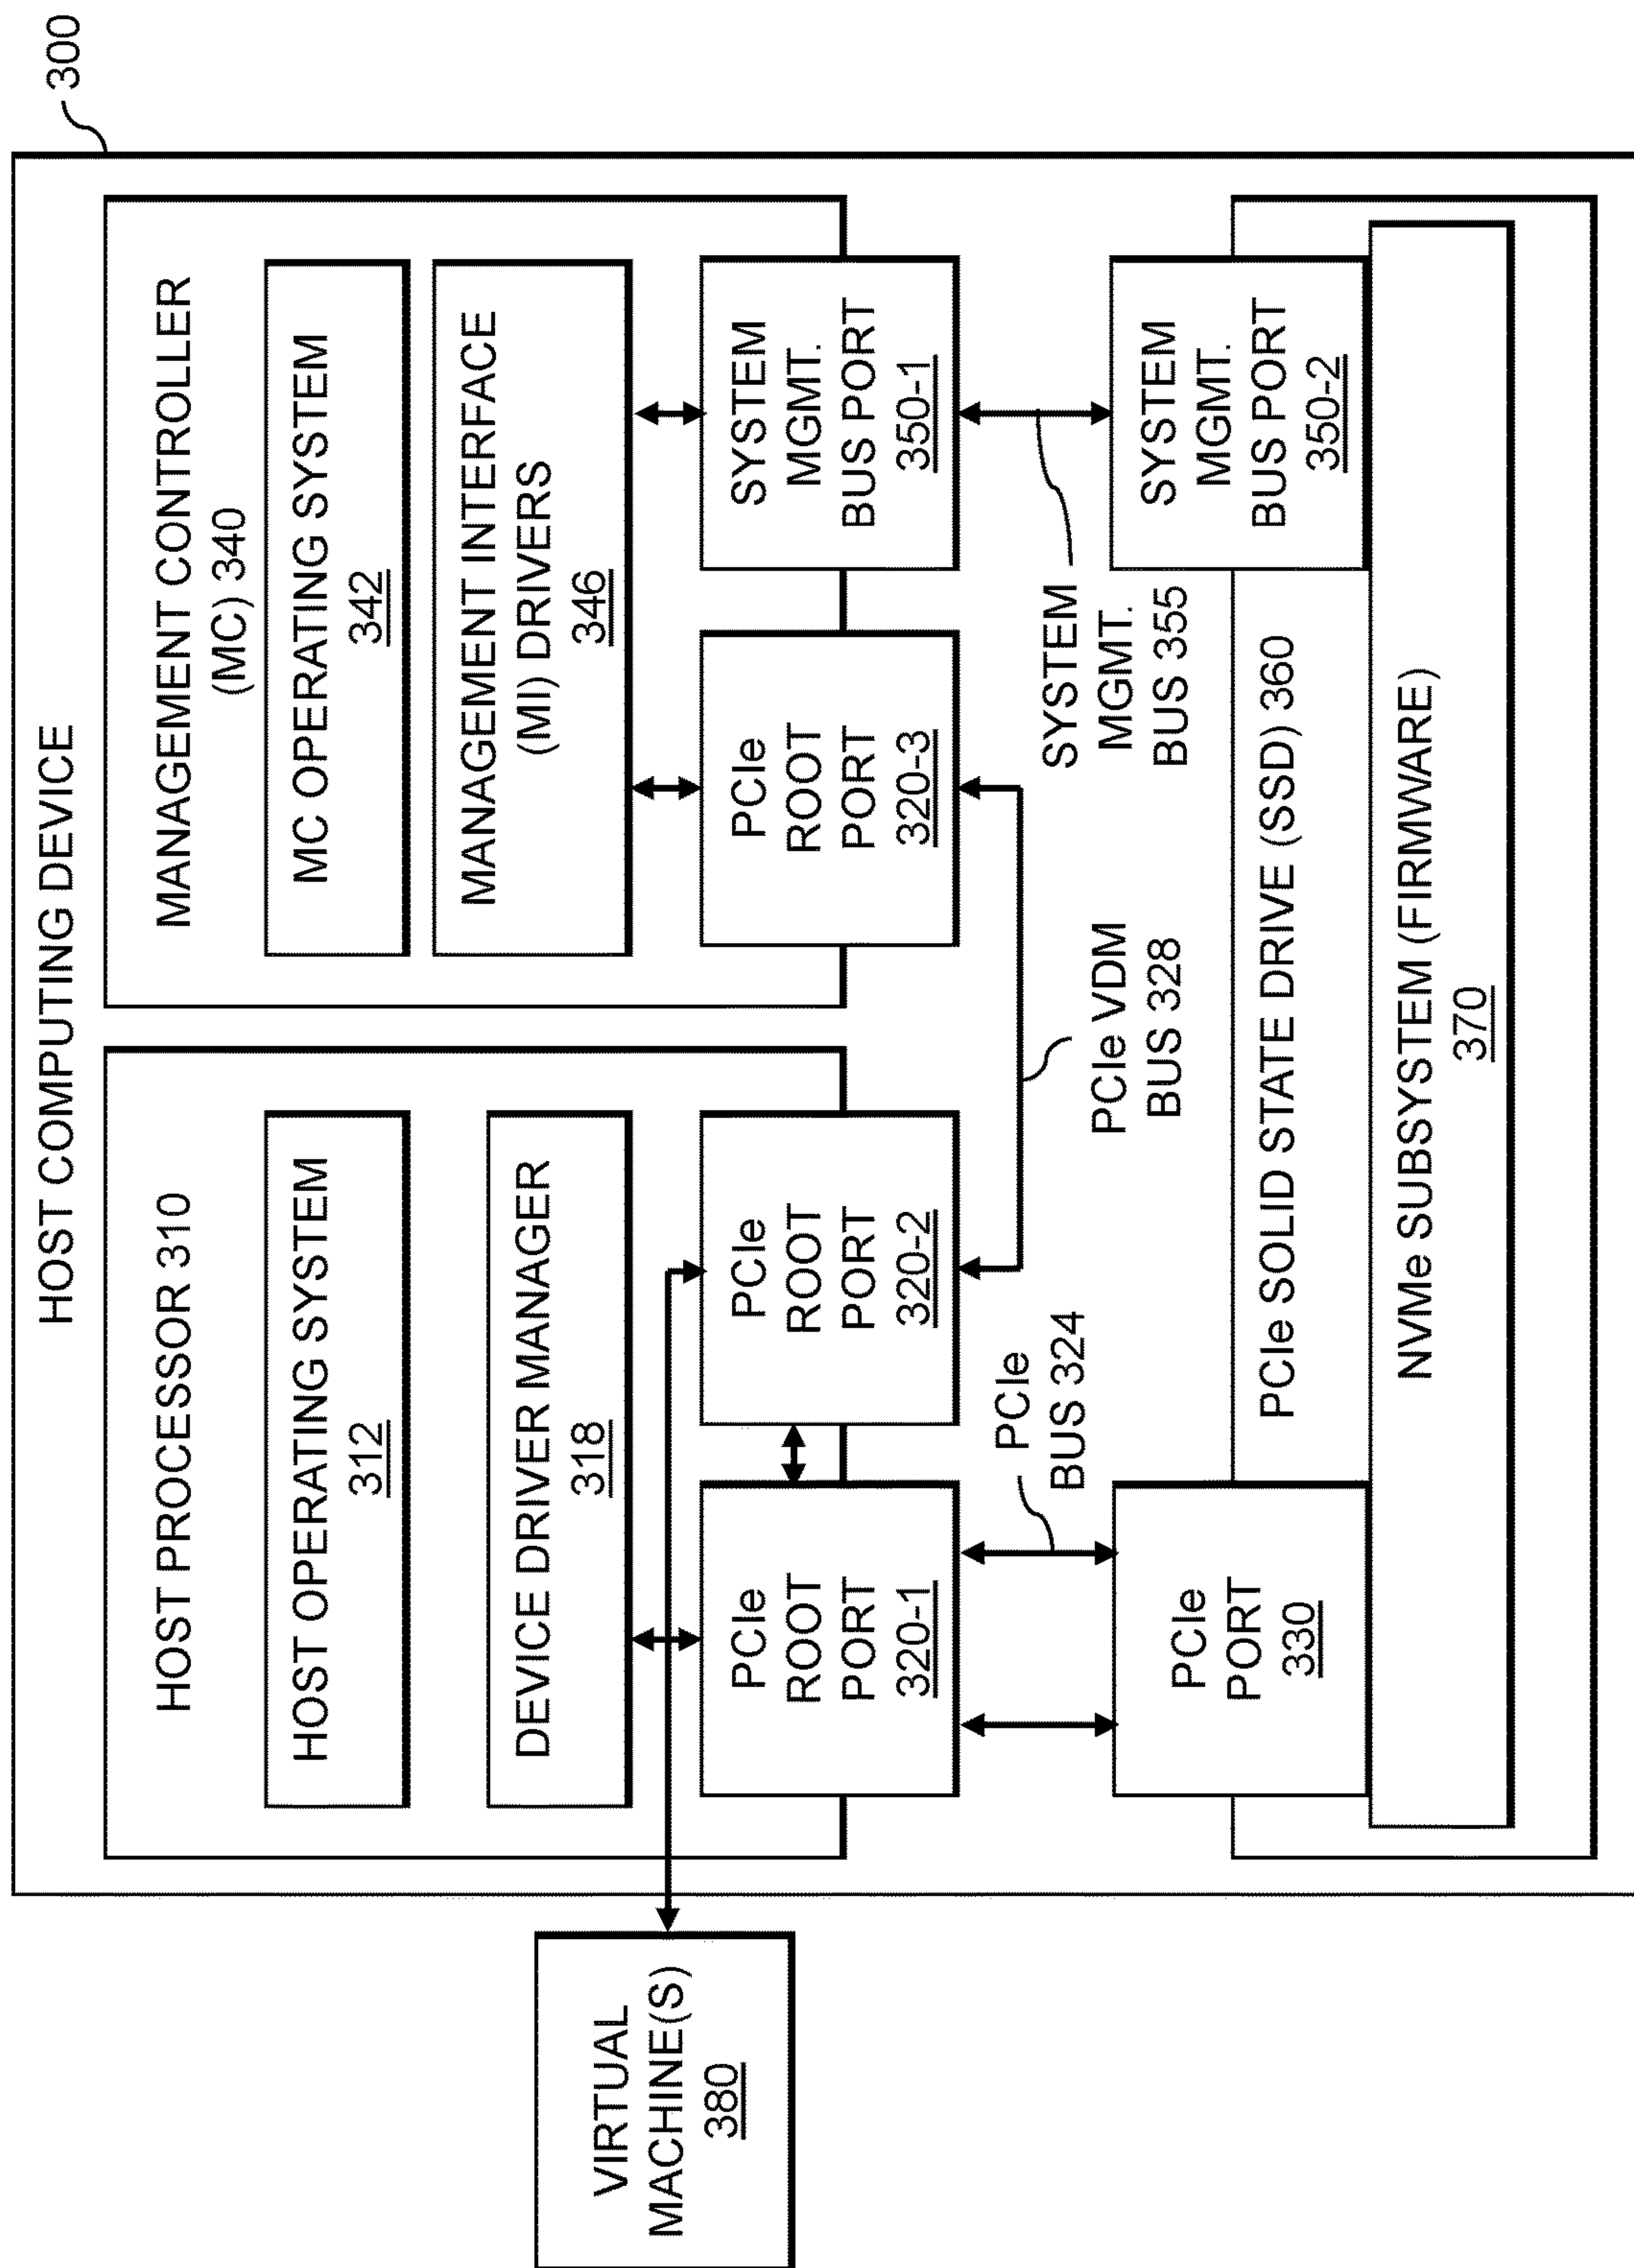 300
HOST COMPUTING DEVICE
HOST PROCESSOR 310
HOST OPERATING SYSTEM
312
DEVICE DRIVER MANAGER
318
PCIe
ROOT
PORT
320-1
PCIe
ROOT
PORT
320-2
MANAGEMENT CONTROLLER
(MC) 340
MC OPERATING SYSTEM
342
MANAGEMENT INTERFACE
(MI) DRIVERS
346
PCIe
ROOT
PORT
320-3
SYSTEM
MGMT.
BUS PORT
350-1
VIRTUAL
MACHINE(S)
380
PCIe
BUS 324
PCIe VDM
BUS 328
SYSTEM
MGMT.
BUS 355
PCIe
PORT
330
PCIe SOLID STATE DRIVE (SSD) 360
SYSTEM
MGMT.
BUS PORT
350-2
NVMe SUBSYSTEM (FIRMWARE)
370